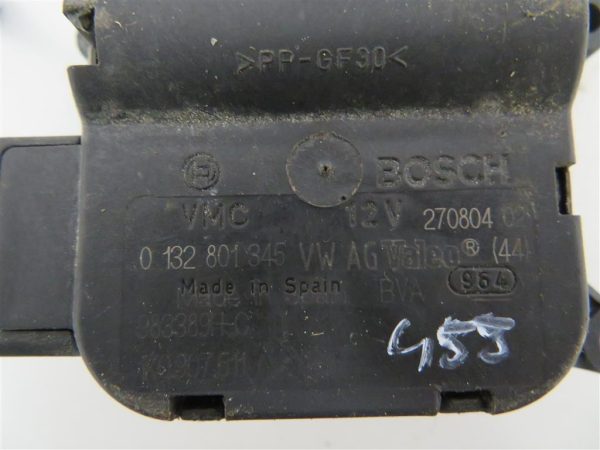 >PP-GF30<
BOSCH
VMC 12V 270804
0 132 801 345 VW AG Valeo® (44)
Made in Spain BVA 964
455